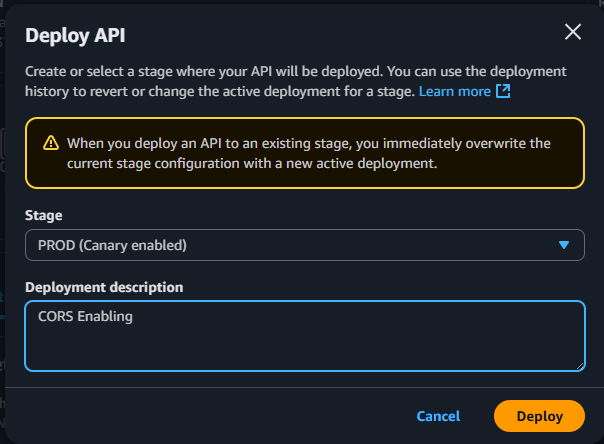 Deploy API
Create or select a stage where your API will be deployed. You can use the deployment
history to revert or change the active deployment for a stage. Learn more
When you deploy an API to an existing stage, you immediately overwrite the
current stage configuration with a new active deployment.
Stage
PROD (Canary enabled)
Deployment description
CORS Enabling
Cancel
Deploy